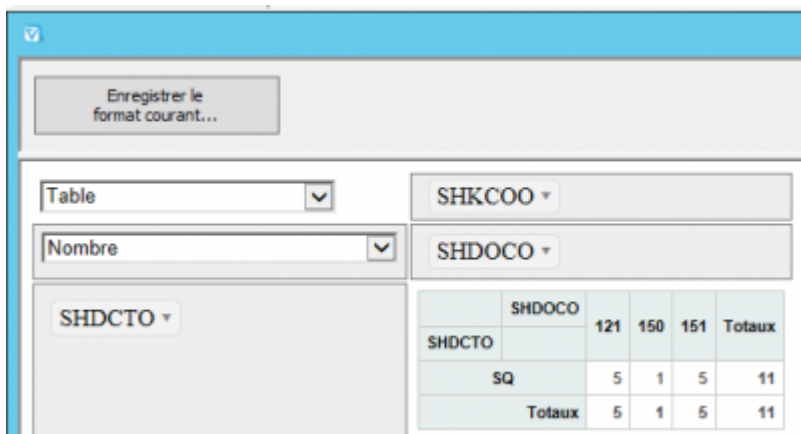 Enregistrer le
format courant...
Table
SHKCOO
Nombre
SHDOCO
SHDCTO
SHDOCO 121 150 151 Totaux
SHDCTO
SQ 5 1 5 11
Totaux 5 1 5 11